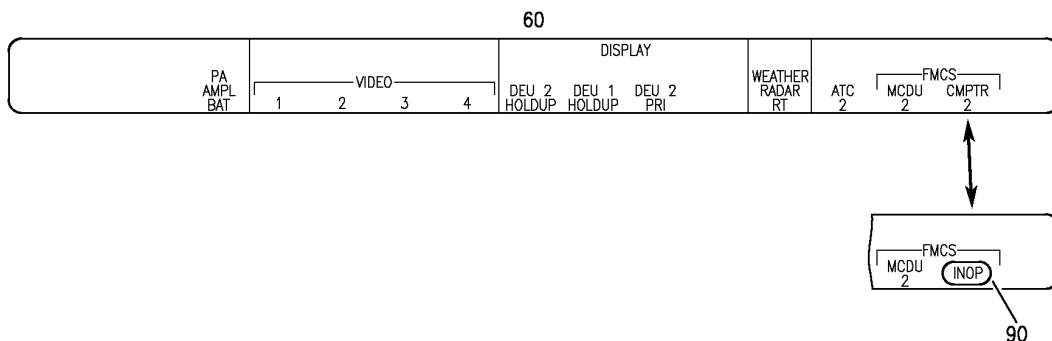 60
DISPLAY
PA AMPL BAT
VIDEO
1 2 3 4
DEU 2 HOLDUP
DEU 1 HOLDUP
DEU 2 PRI
WEATHER RADAR RT
ATC 2
FMCS
MCDU 2
CMPTR 2
FMCS
MCDU 2
INOP
90